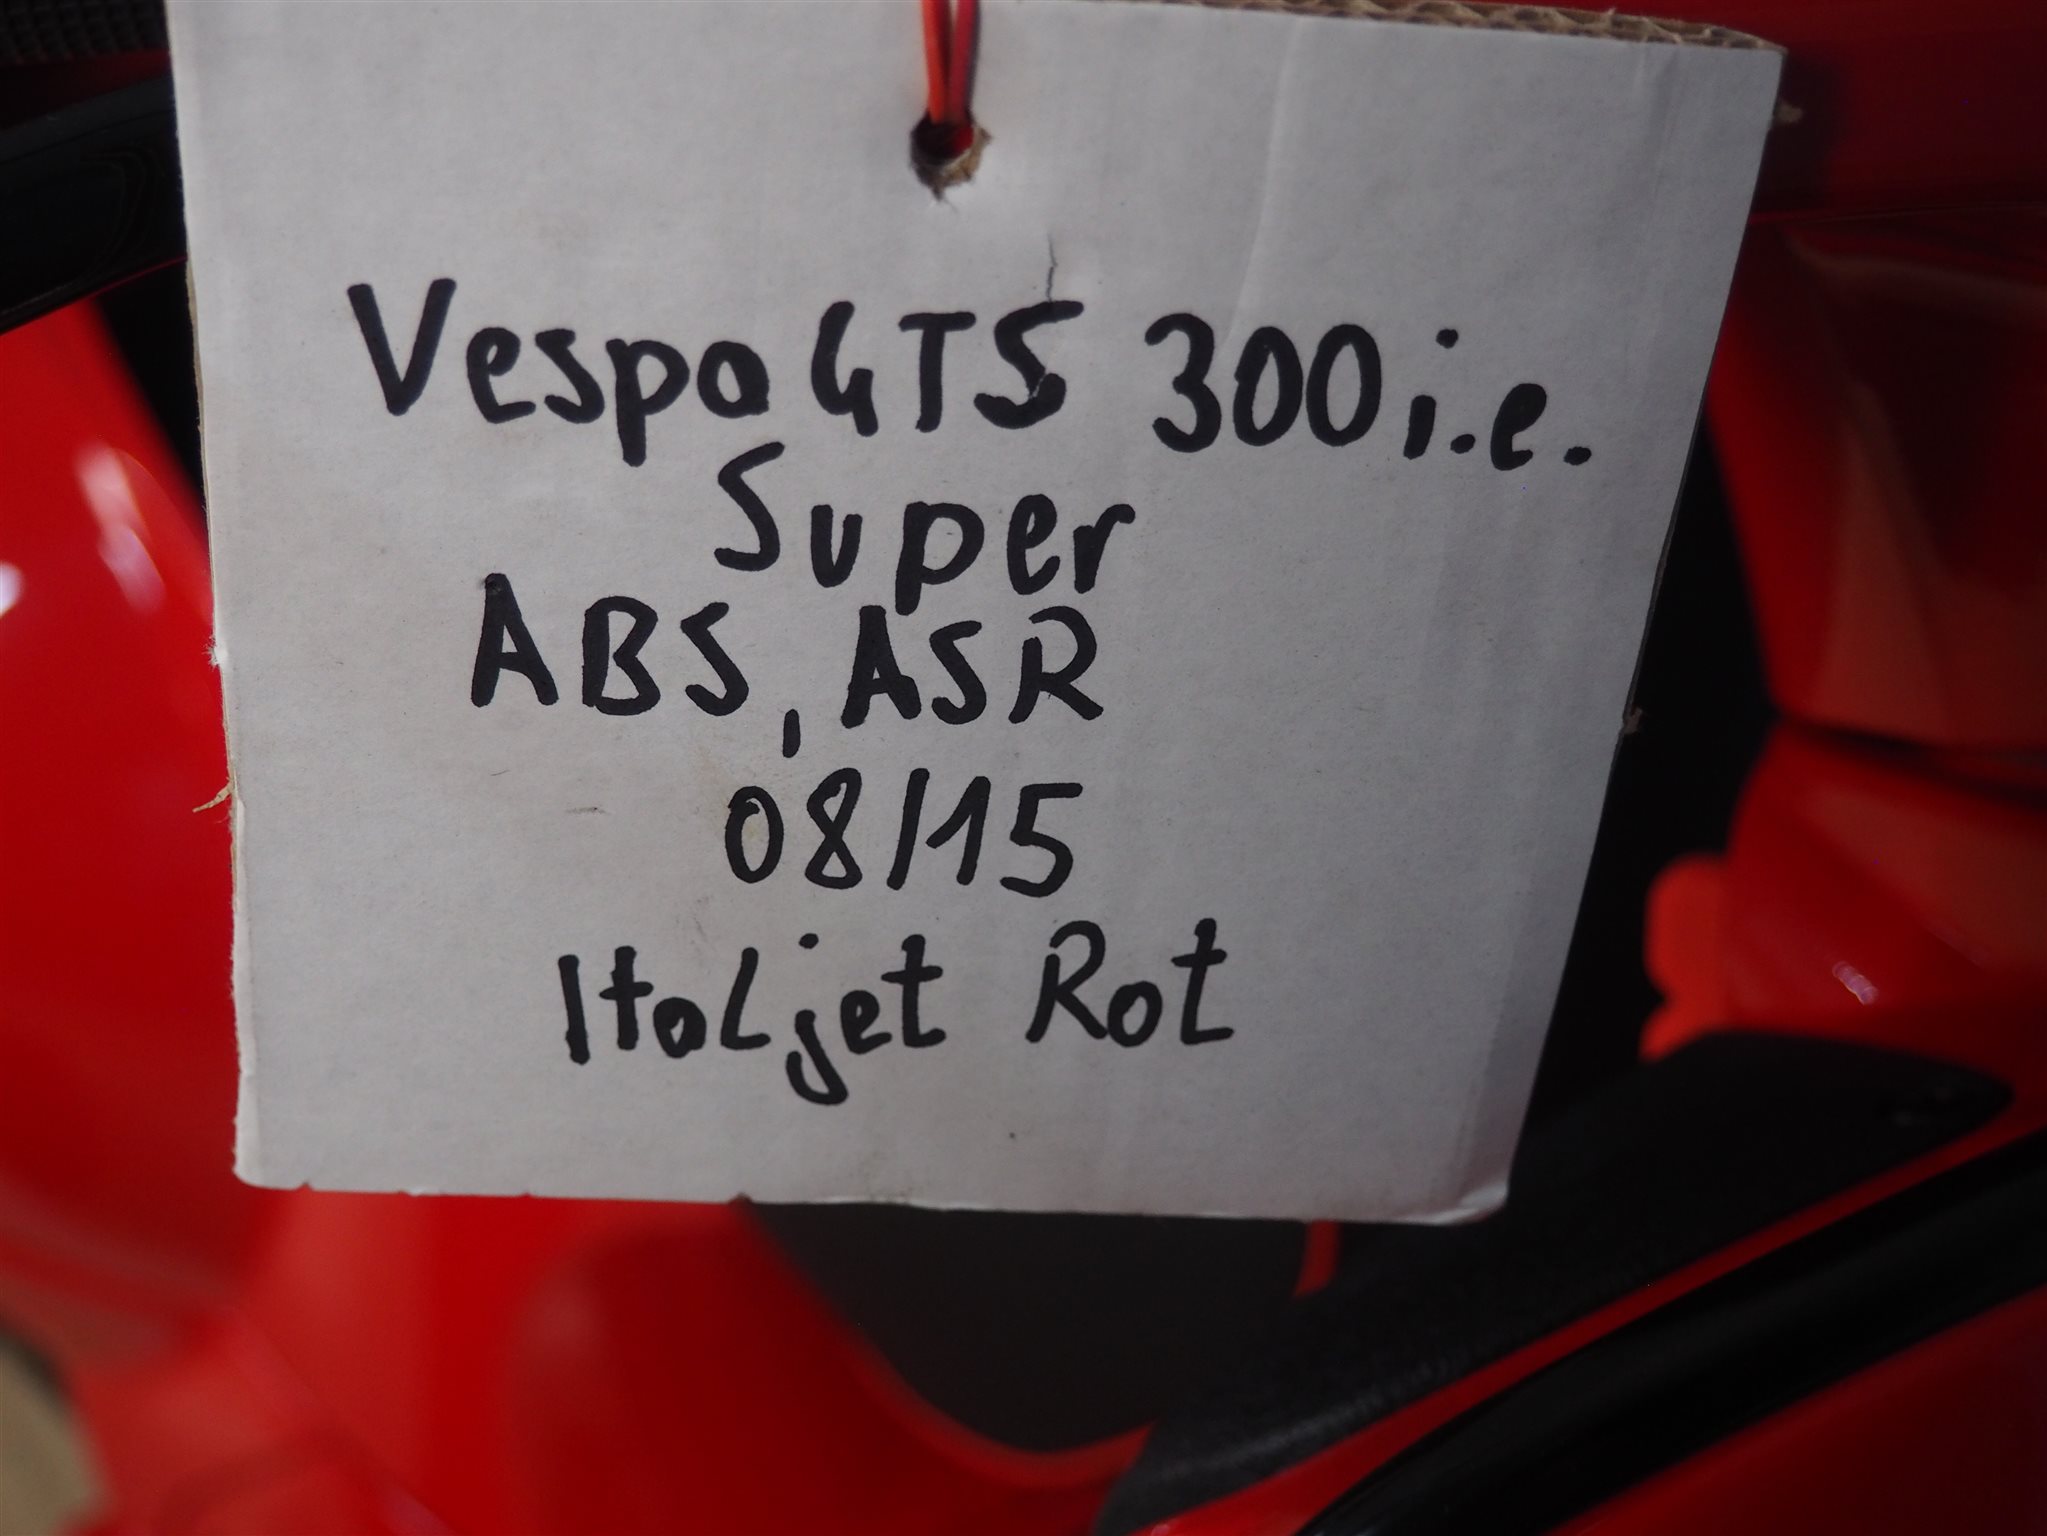 Vespa GTS 300 i.e.
Super
ABS, ASR
08/15
Italjet Rot